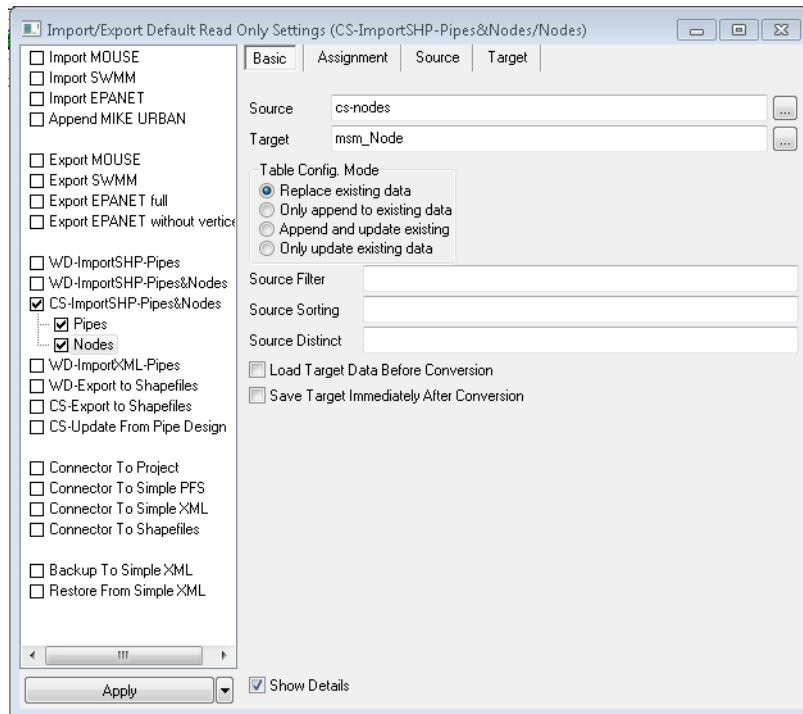 Import/Export Default Read Only Settings (CS-ImportSHP-Pipes&Nodes/Nodes)
Import MOUSE
Import SWMM
Import EPANET
Append MIKE URBAN
Export MOUSE
Export SWMM
Export EPANET full
Export EPANET without vertice
WD-ImportSHP-Pipes
WD-ImportSHP-Pipes&Nodes
CS-ImportSHP-Pipes&Nodes
Pipes
Nodes
WD-ImportXML-Pipes
WD-Export to Shapefiles
CS-Export to Shapefiles
CS-Update From Pipe Design
Connector To Project
Connector To Simple PFS
Connector To Simple XML
Connector To Shapefiles
Backup To Simple XML
Restore From Simple XML
Apply
Basic Assignment Source Target
Source cs-nodes ...
Target msm_Node ...
Table Config. Mode
Replace existing data
Only append to existing data
Append and update existing
Only update existing data
Source Filter
Source Sorting
Source Distinct
Load Target Data Before Conversion
Save Target Immediately After Conversion
Show Details